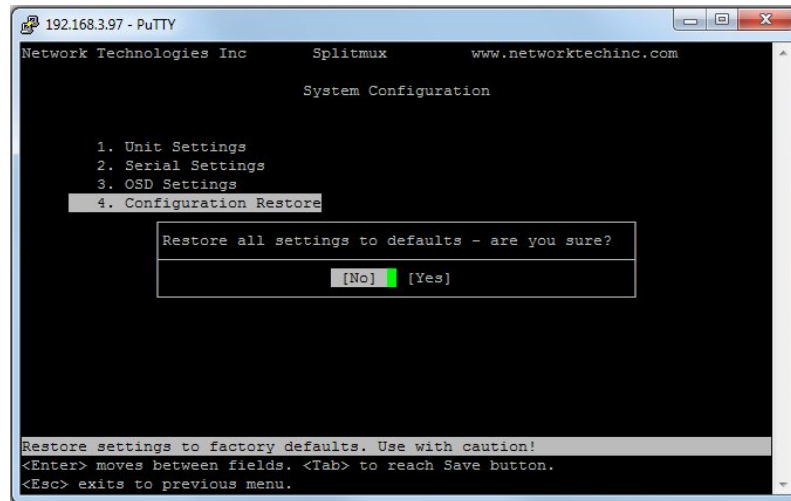 192.168.3.97 - PuTTY
Network Technologies Inc Splitmux www.networktechinc.com
System Configuration
1. Unit Settings
2. Serial Settings
3. OSD Settings
4. Configuration Restore
Restore all settings to defaults - are you sure?
[No] [Yes]
Restore settings to factory defaults. Use with caution!
<Enter> moves between fields. <Tab> to reach Save button.
<Esc> exits to previous menu.